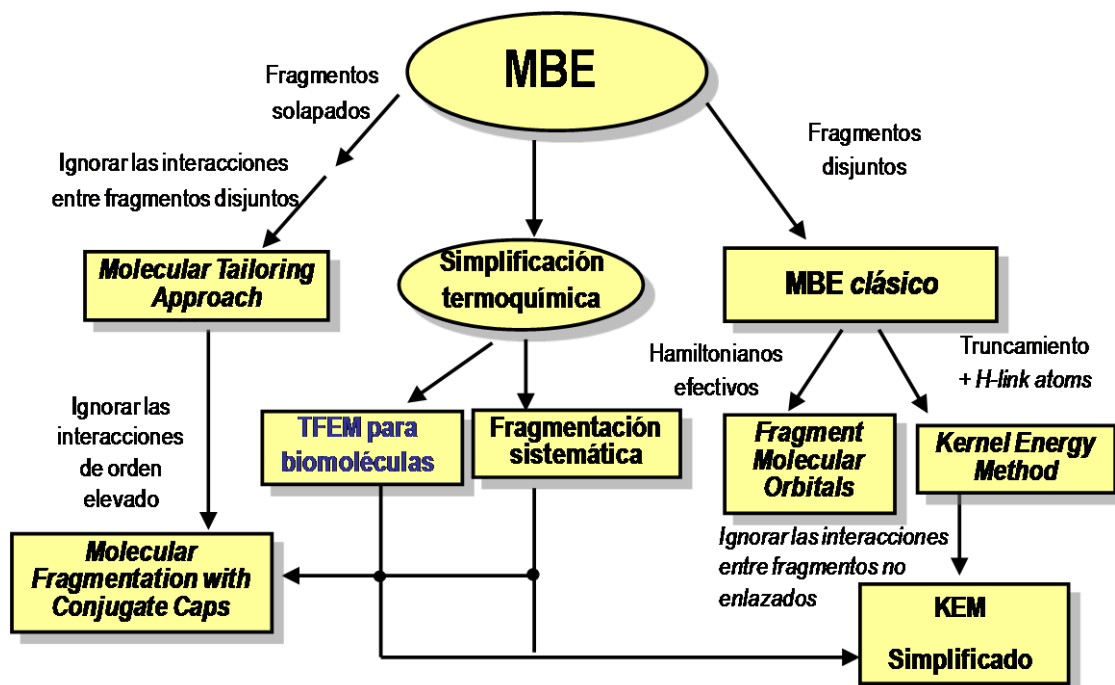 MBE
Fragmentos
solapados
Fragmentos
disjuntos
Ignorar las interacciones
entre fragmentos disjuntos
Molecular Tailoring
Approach
Simplificación
termoquímica
MBE clásico
Hamiltonianos
efectivos
Truncamiento
+ H-link atoms
Ignorar las
interacciones
de orden
elevado
TFEM para
biomoléculas
Fragmentación
sistemática
Fragment
Molecular
Orbitals
Kernel Energy
Method
Molecular
Fragmentation with
Conjugate Caps
Ignorar las interacciones
entre fragmentos no
enlazados
KEM
Simplificado